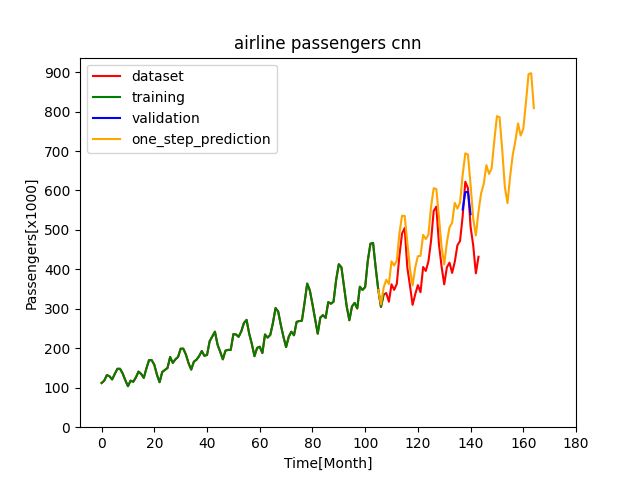 airline passengers cnn
dataset
training
validation
one_step_prediction
Passengers[x1000]
900
800
700
600
500
400
300
200
100
0
0 20 40 60 80 100 120 140 160 180
Time[Month]